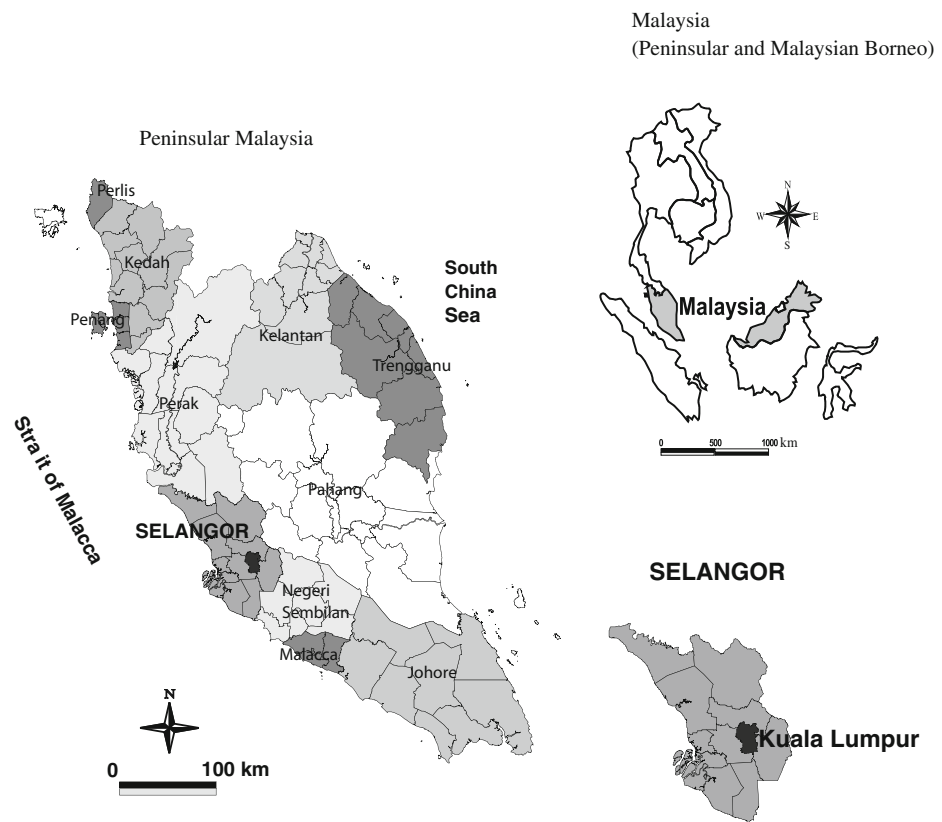 Malaysia
(Peninsular and Malaysian Borneo)
Peninsular Malaysia
Perlis
Kedah
Penang
Kelantan
Trengganu
Perak
Pahang
SELANGOR
Negeri
Sembilan
Malacca
Johore
South
China
Sea
Stra it of Malacca
N
0 100 km
N
W E
S
Malaysia
0 500 1000 km
SELANGOR
Kuala Lumpur